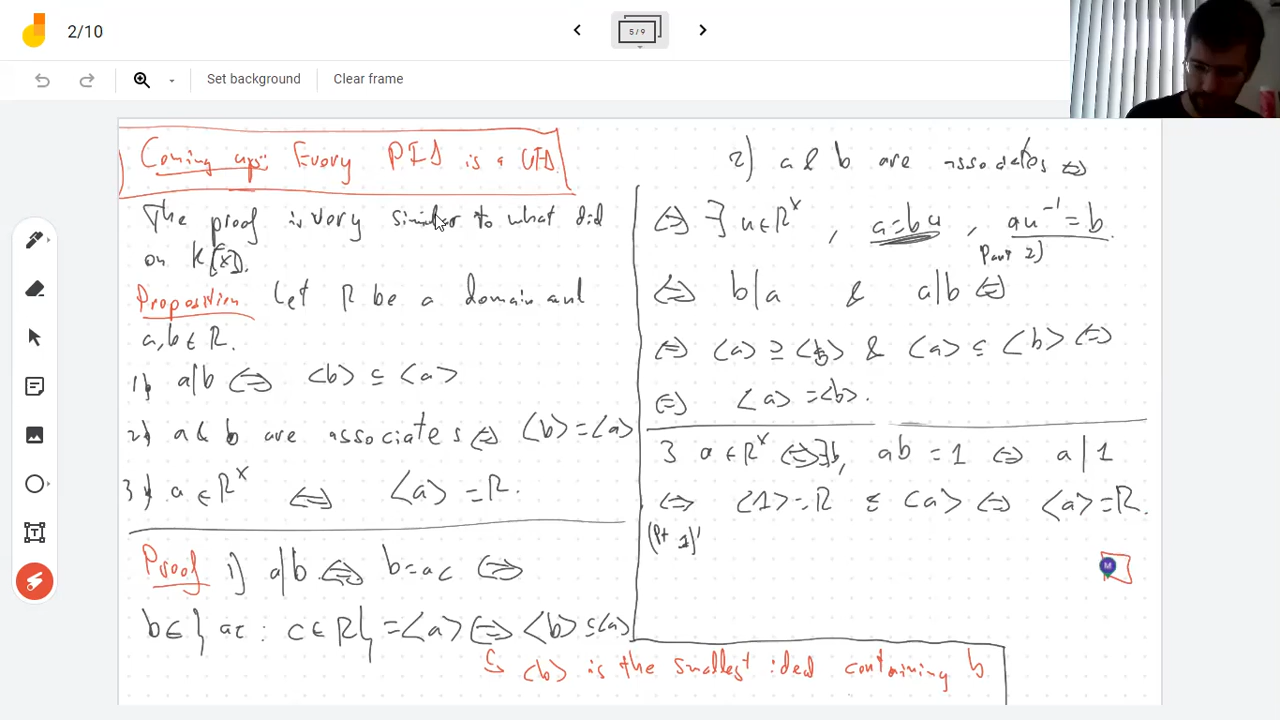 2/10
5/9
Set background
Clear frame
Coming up: Every PID is a UFD.
The proof is very similar to what did
on K[x].
Proposition Let R be a domain and
a,b ∈ R.
1) a|b ⇔ <b> ⊆ <a>
2) a & b are associates ⇔ <b> = <a>
3) a ∈ R^x ⇔ <a> = R.
Proof 1) a|b ⇔ b=ac ⇔
b ∈ { ac : c ∈ R } = <a> ⇔ <b> ⊆ <a>
↳ <b> is the smallest ideal containing b
2) a & b are associates ⇔
⇔ ∃ u ∈ R^x , a=bu , au^-1 = b
Part 2)
⇔ b|a & a|b ⇔
⇔ <a> ⊇ <b> & <a> ⊆ <b> ⇔
⇔ <a> = <b>.
3 a ∈ R^x ⇔ ∃b, ab = 1 ⇔ a | 1
⇔ <1> = R ⊆ <a> ⇔ <a> = R.
(Pt 1)
M